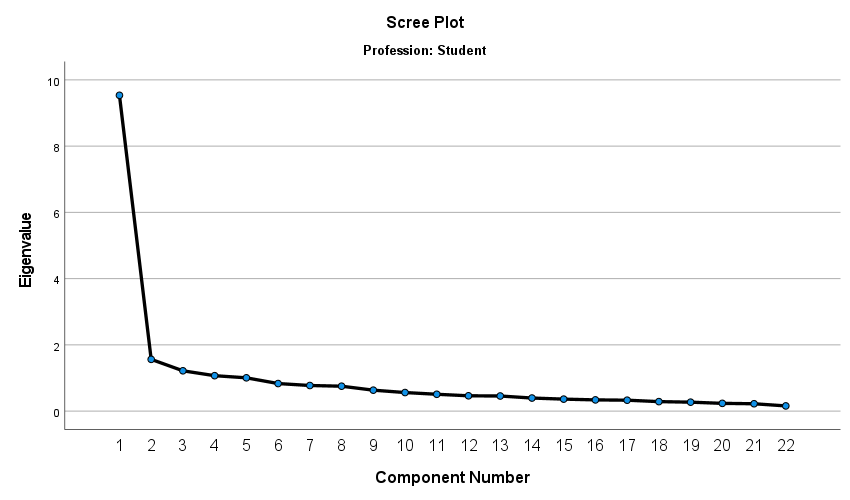 Scree Plot
Profession: Student
10
8
6
4
2
0
Eigenvalue
1 2 3 4 5 6 7 8 9 10 11 12 13 14 15 16 17 18 19 20 21 22
Component Number